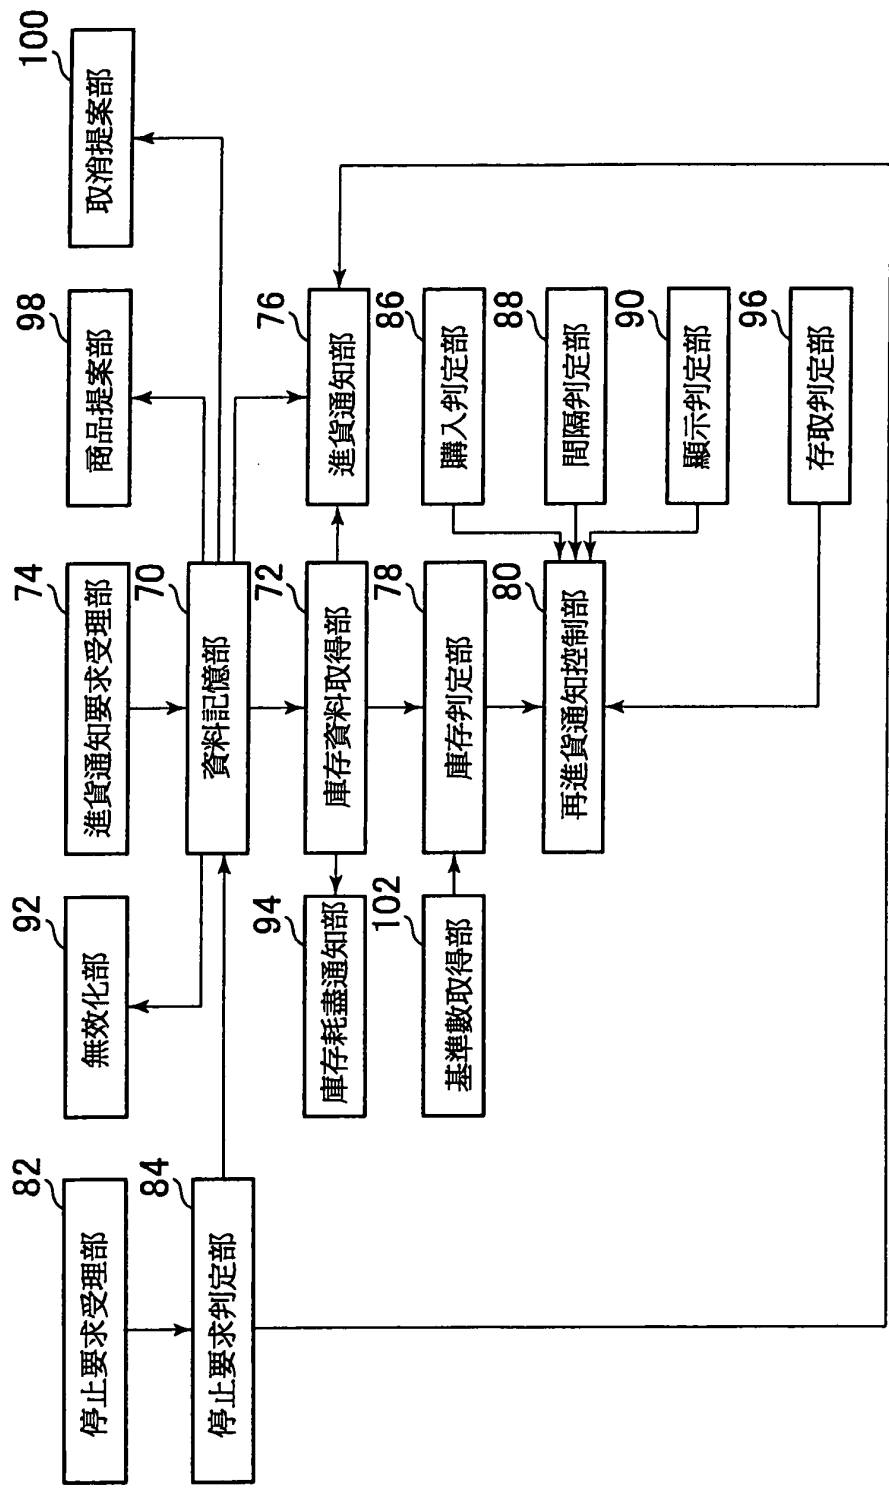 82
停止要求受理部
84
停止要求判定部
92
無效化部
94
庫存耗盡通知部
102
基準數取得部
74
進貨通知要求受理部
70
資料記憶部
72
庫存資料取得部
78
庫存判定部
80
再進貨通知控制部
98
商品提案部
76
進貨通知部
86
購入判定部
88
間隔判定部
90
顯示判定部
96
存取判定部
100
取消提案部